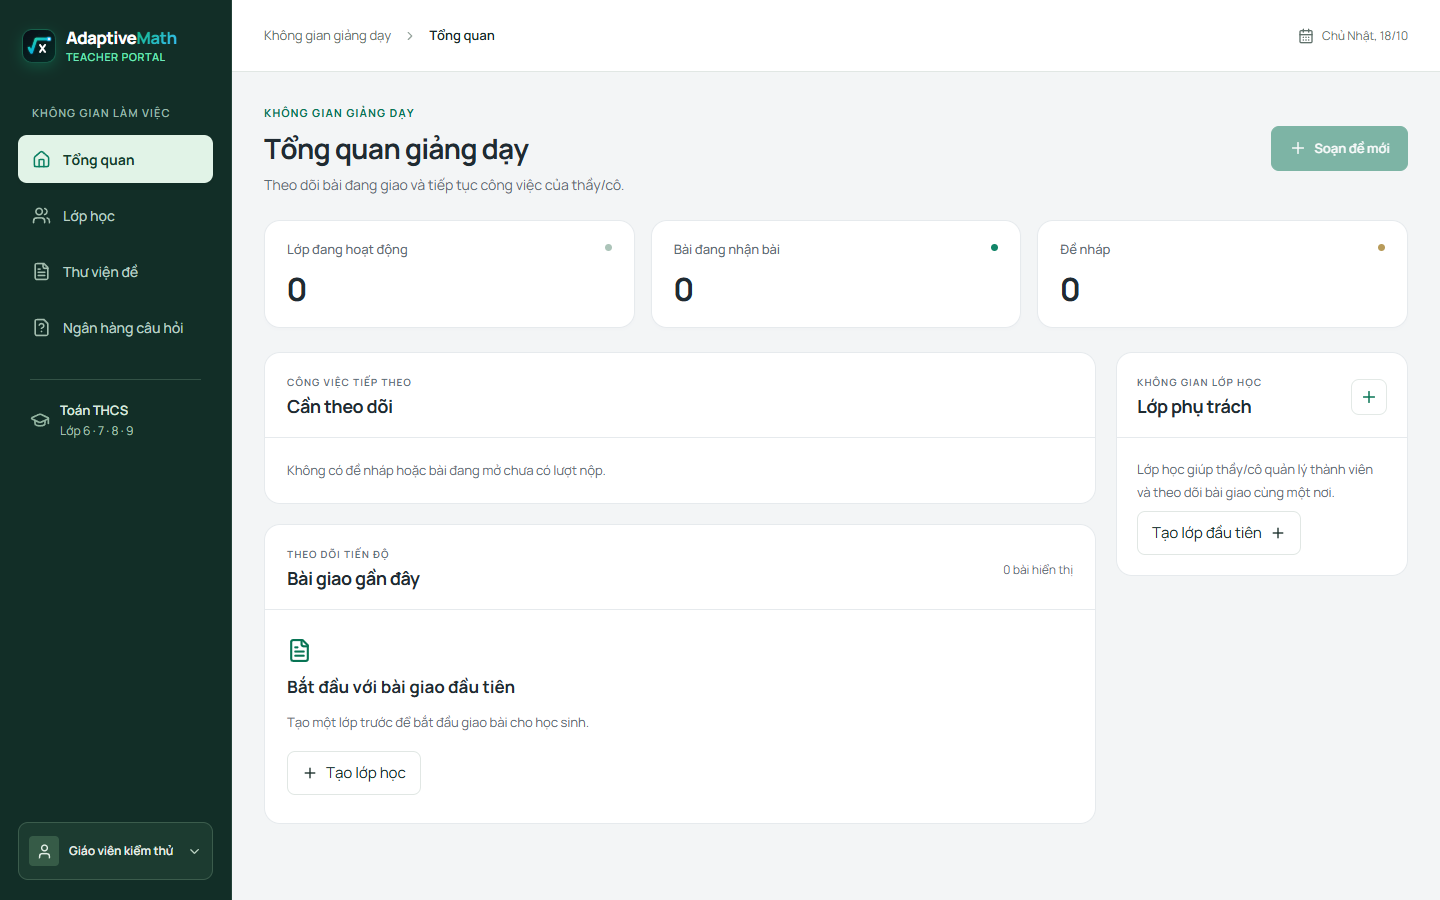 AdaptiveMath
TEACHER PORTAL
KHÔNG GIAN LÀM VIỆC
Tổng quan
Lớp học
Thư viện đề
Ngân hàng câu hỏi
Toán THCS
Lớp 6 · 7 · 8 · 9
Giáo viên kiểm thử
Không gian giảng dạy > Tổng quan
Chủ Nhật, 18/10
KHÔNG GIAN GIẢNG DẠY
Tổng quan giảng dạy
Theo dõi bài đang giao và tiếp tục công việc của thầy/cô.
+ Soạn đề mới
Lớp đang hoạt động
0
Bài đang nhận bài
0
Đề nháp
0
CÔNG VIỆC TIẾP THEO
Cần theo dõi
Không có đề nháp hoặc bài đang mở chưa có lượt nộp.
THEO DÕI TIẾN ĐỘ
Bài giao gần đây
0 bài hiển thị
Bắt đầu với bài giao đầu tiên
Tạo một lớp trước để bắt đầu giao bài cho học sinh.
+ Tạo lớp học
KHÔNG GIAN LỚP HỌC
Lớp phụ trách
+
Lớp học giúp thầy/cô quản lý thành viên
và theo dõi bài giao cùng một nơi.
Tạo lớp đầu tiên +